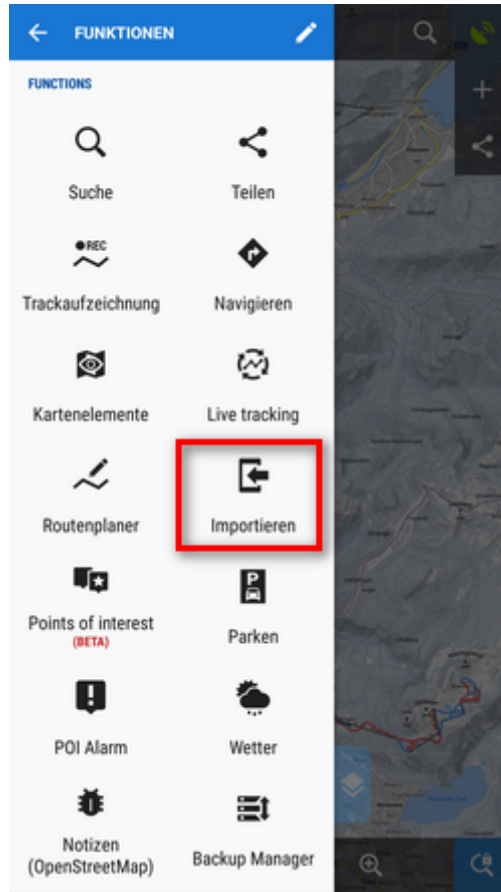 FUNKTIONEN
FUNCTIONS
Suche
Teilen
REC
Trackaufzeichnung
Navigieren
Kartenelemente
Live tracking
Routenplaner
Importieren
Points of interest
(BETA)
P
Parken
POI Alarm
Wetter
Notizen
(OpenStreetMap)
Backup Manager